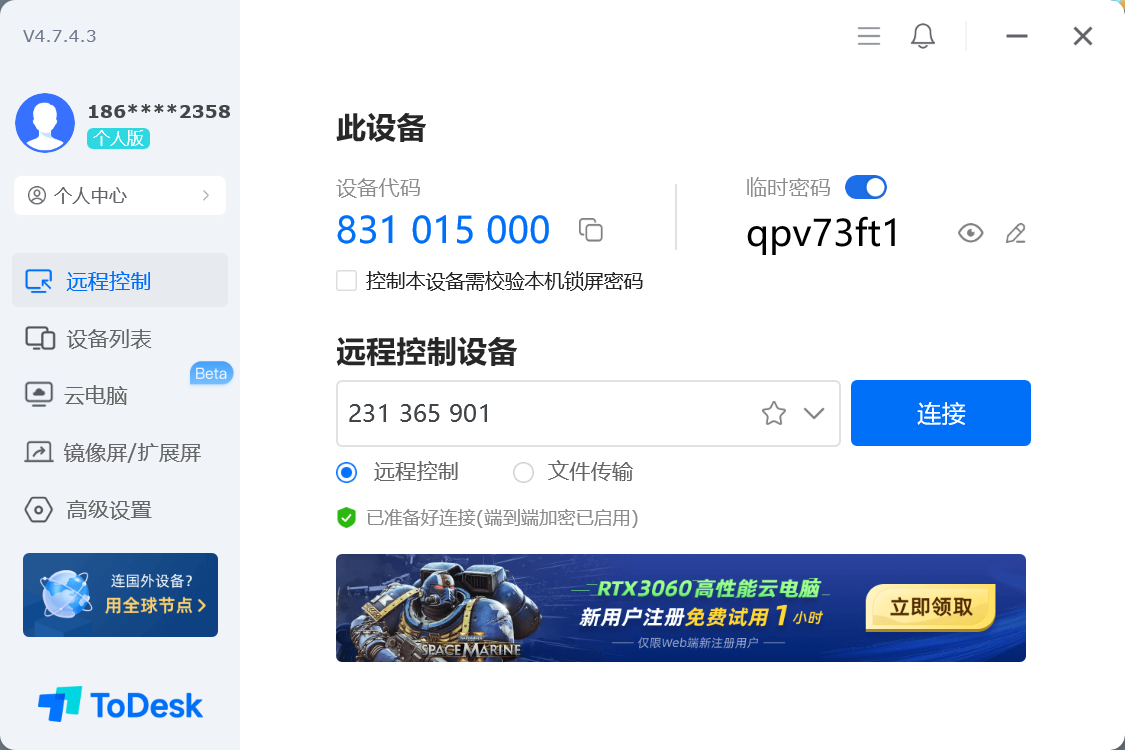 V4.7.4.3
186****2358
个人版
个人中心
远程控制
设备列表
Beta
云电脑
镜像屏/扩展屏
高级设置
连国外设备?
用全球节点
ToDesk
此设备
设备代码
831 015 000
临时密码
qpv73ft1
控制本设备需校验本机锁屏密码
远程控制设备
231 365 901
连接
远程控制
文件传输
已准备好连接(端到端加密已启用)
SPACE MARINE
RTX3060高性能云电脑
新用户注册免费试用1小时
仅限Web端新注册用户
立即领取